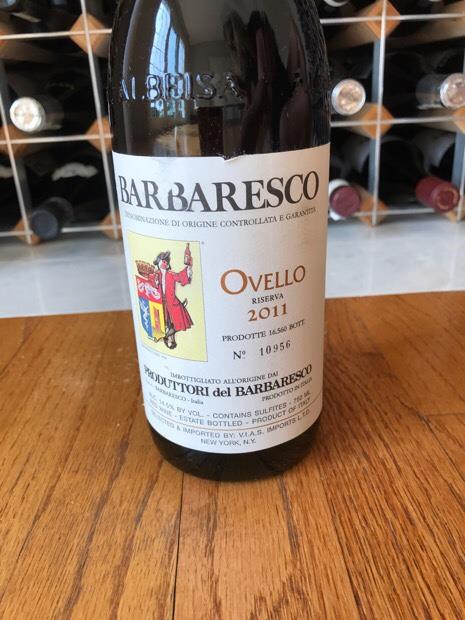 ALBEISA
BARBARESCO
DENOMINAZIONE DI ORIGINE CONTROLLATA E GARANTITA
OVELLO
RISERVA
2011
PRODOTTE 16.560 BOTT.
N° 10956
IMBOTTIGLIATO ALL'ORIGINE DAI
PRODUTTORI del BARBARESCO
BARBARESCO - Italia PRODOTTO IN ITALIA
ALC. 14.5% BY VOL. - CONTAINS SULFITES - 750 ML
RED WINE - ESTATE BOTTLED - PRODUCT OF ITALY
SELECTED & IMPORTED BY: V.I.A.S. IMPORTS LTD.
NEW YORK, N.Y.